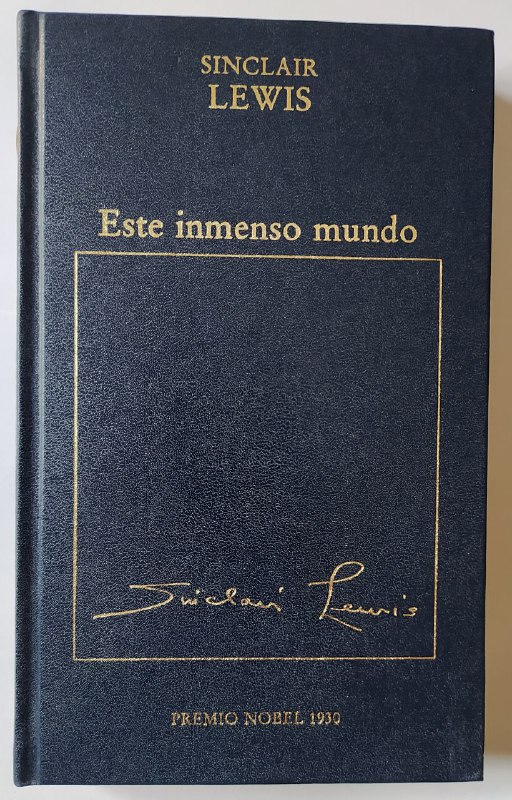 SINCLAIR
LEWIS
Este inmenso mundo
Sinclair Lewis
PREMIO NOBEL 1930